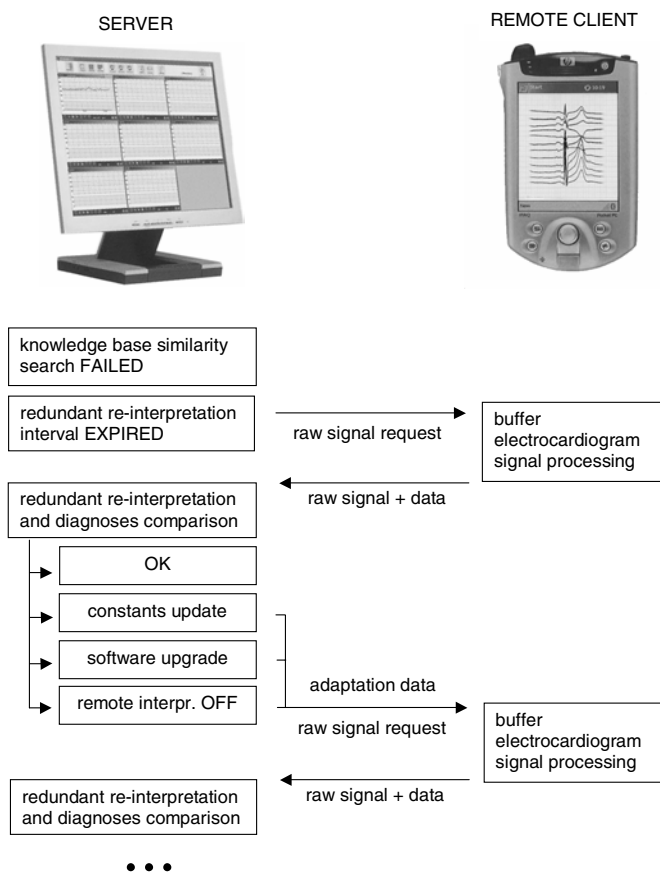 SERVER
REMOTE CLIENT
knowledge base similarity
search FAILED
redundant re-interpretation
interval EXPIRED
raw signal request
buffer
electrocardiogram
signal processing
raw signal + data
redundant re-interpretation
and diagnoses comparison
OK
constants update
software upgrade
remote interpr. OFF
adaptation data
raw signal request
buffer
electrocardiogram
signal processing
raw signal + data
redundant re-interpretation
and diagnoses comparison
• • •